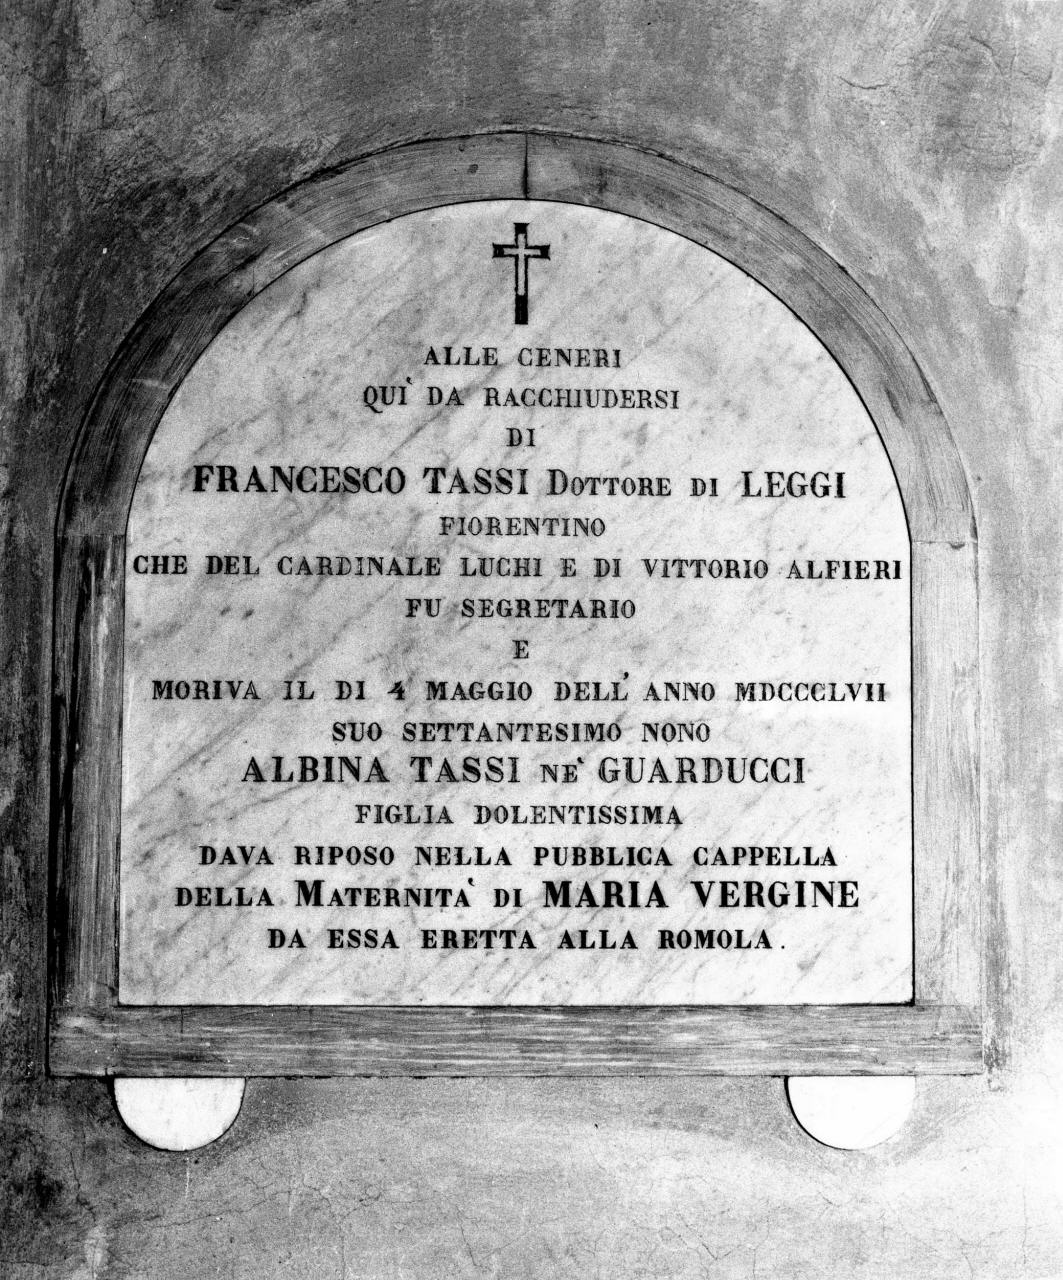 ALLE CENERI
QUI' DA RACCHIUDERSI
DI
FRANCESCO TASSI DOTTORE DI LEGGI
FIORENTINO
CHE DEL CARDINALE LUCHI E DI VITTORIO ALFIERI
FU SEGRETARIO
E
MORIVA IL DI 4 MAGGIO DELL' ANNO MDCCCLVII
SUO SETTANTESIMO NONO
ALBINA TASSI NE' GUARDUCCI
FIGLIA DOLENTISSIMA
DAVA RIPOSO NELLA PUBBLICA CAPPELLA
DELLA MATERNITA' DI MARIA VERGINE
DA ESSA ERETTA ALLA ROMOLA.